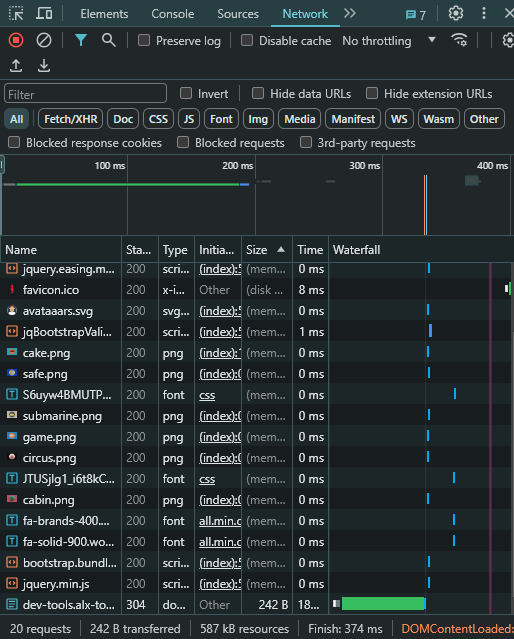 Elements Console Sources Network 7
Preserve log Disable cache No throttling
Filter Invert Hide data URLs Hide extension URLs
All Fetch/XHR Doc CSS JS Font Img Media Manifest WS Wasm Other
Blocked response cookies Blocked requests 3rd-party requests
100 ms 200 ms 300 ms 400 ms
Name Sta... Type Initia... Size Time Waterfall
jquery.easing.m... 200 scri... (index):5 (mem... 0 ms
favicon.ico 200 x-i... Other (disk ... 8 ms
avataaars.svg 200 svg... (index):5 (mem... 0 ms
jqBootstrapVali... 200 scri... (index):5 (mem... 1 ms
cake.png 200 png (index):1 (mem... 0 ms
safe.png 200 png (index):0 (mem... 0 ms
S6uyw4BMUTP... 200 font css (mem... 0 ms
submarine.png 200 png (index):0 (mem... 0 ms
game.png 200 png (index):0 (mem... 0 ms
circus.png 200 png (index):0 (mem... 0 ms
JTUSjIg1_i6t8kC... 200 font css (mem... 0 ms
cabin.png 200 png (index):0 (mem... 0 ms
fa-brands-400.... 200 font all.min.c (mem... 0 ms
fa-solid-900.wo... 200 font all.min.c (mem... 0 ms
bootstrap.bundl... 200 scri... (index):5 (mem... 0 ms
jquery.min.js 200 scri... (index):5 (mem... 0 ms
dev-tools.alx-to... 304 do... Other 242 B 18...
20 requests 242 B transferred 587 kB resources Finish: 374 ms DOMContentLoaded: